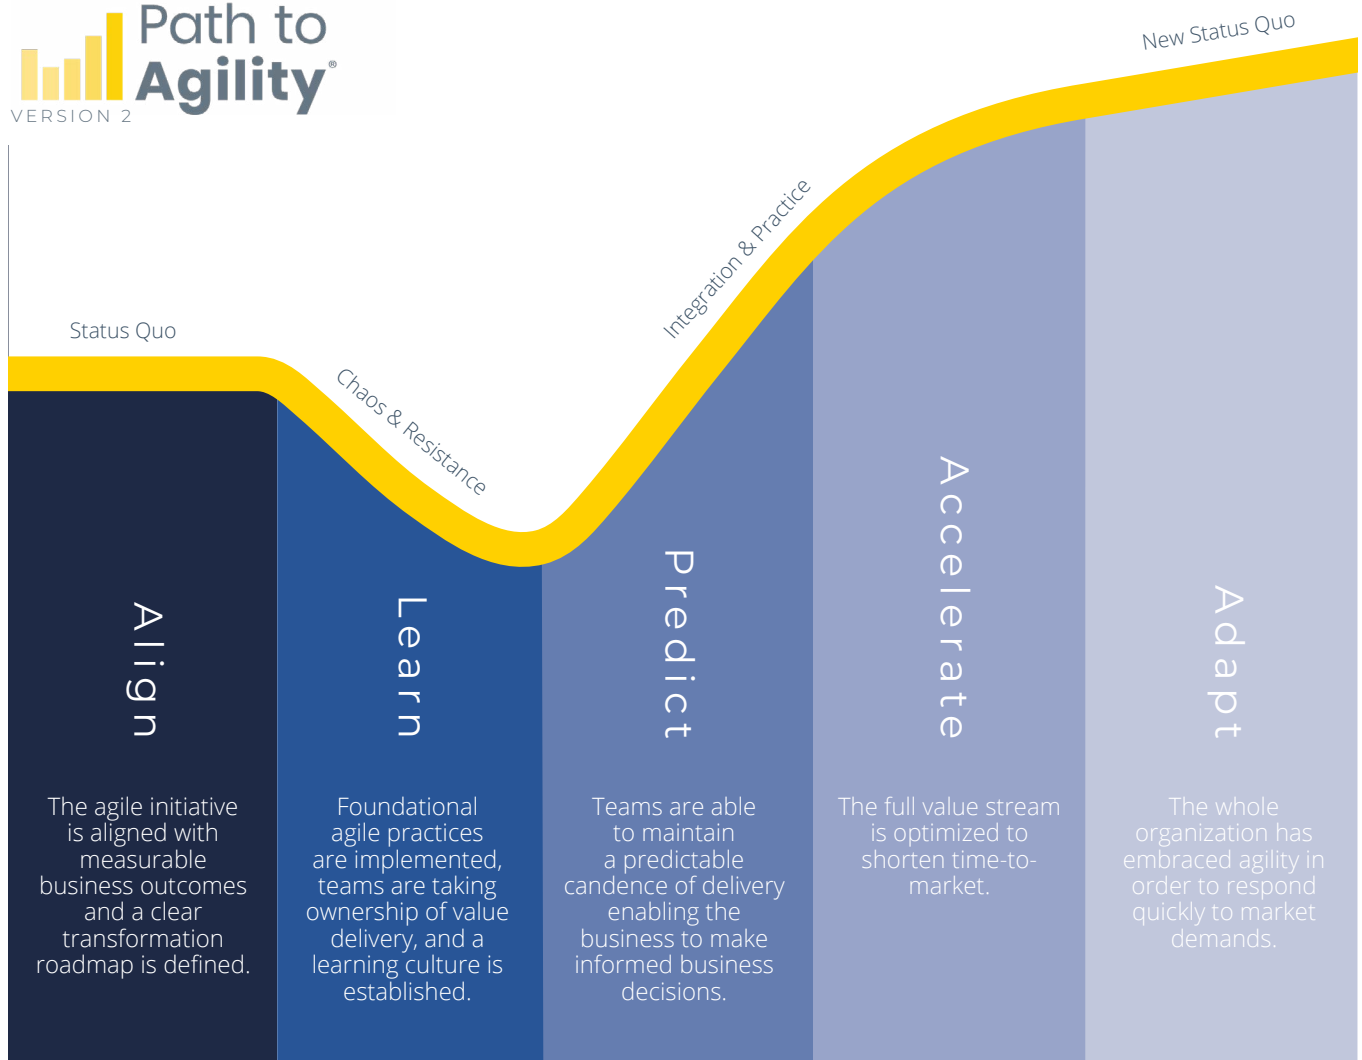 Path to
Agility®
VERSION 2
New Status Quo
Integration & Practice
Status Quo
Chaos & Resistance
Align
Learn
Predict
Accelerate
Adapt
The agile initiative
is aligned with
measurable
business outcomes
and a clear
transformation
roadmap is defined.
Foundational
agile practices
are implemented,
teams are taking
ownership of value
delivery, and a
learning culture is
established.
Teams are able
to maintain
a predictable
candence of delivery
enabling the
business to make
informed business
decisions.
The full value stream
is optimized to
shorten time-to-
market.
The whole
organization has
embraced agility in
order to respond
quickly to market
demands.